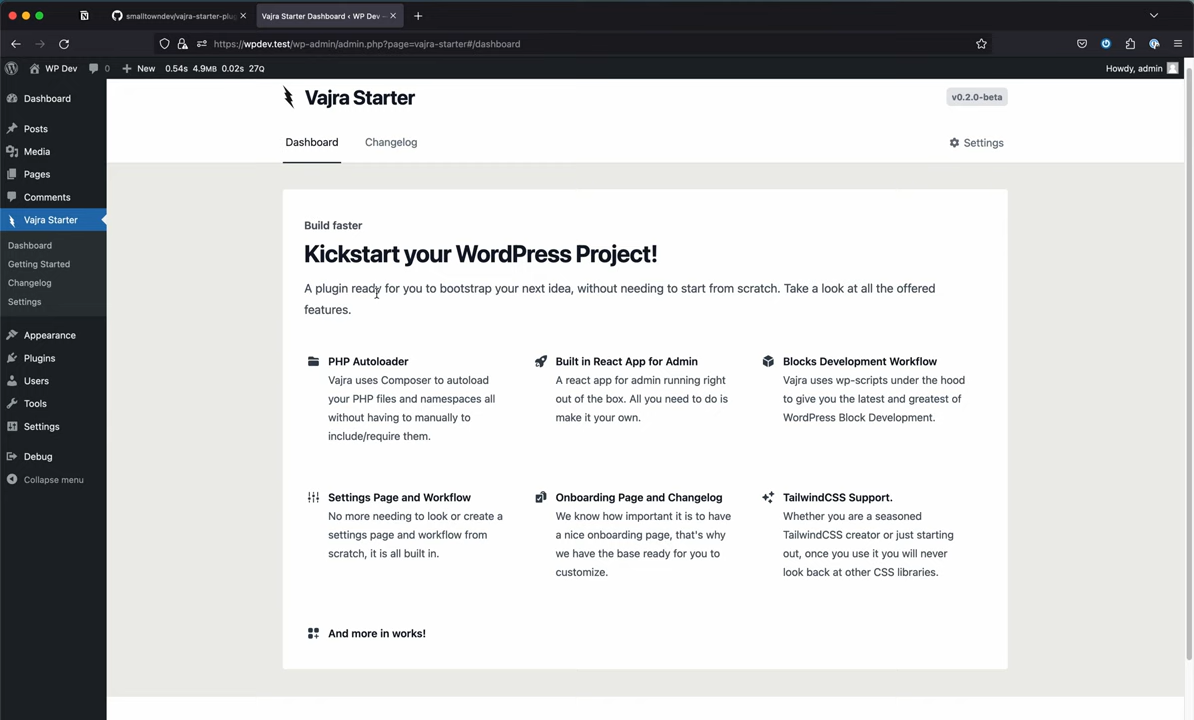 smalltowndev/vajra-starter-plug
Vajra Starter Dashboard ‹ WP Dev —
https://wpdev.test/wp-admin/admin.php?page=vajra-starter#/dashboard
WP Dev 0 New 0.54s 4.9MB 0.02s 27Q Howdy, admin
Dashboard
Posts
Media
Pages
Comments
Vajra Starter
Dashboard
Getting Started
Changelog
Settings
Appearance
Plugins
Users
Tools
Settings
Debug
Collapse menu
Vajra Starter
v0.2.0-beta
Dashboard Changelog Settings
Build faster
Kickstart your WordPress Project!
A plugin ready for you to bootstrap your next idea, without needing to start from scratch. Take a look at all the offered
features.
PHP Autoloader
Vajra uses Composer to autoload
your PHP files and namespaces all
without having to manually to
include/require them.
Built in React App for Admin
A react app for admin running right
out of the box. All you need to do is
make it your own.
Blocks Development Workflow
Vajra uses wp-scripts under the hood
to give you the latest and greatest of
WordPress Block Development.
Settings Page and Workflow
No more needing to look or create a
settings page and workflow from
scratch, it is all built in.
Onboarding Page and Changelog
We know how important it is to have
a nice onboarding page, that's why
we have the base ready for you to
customize.
TailwindCSS Support.
Whether you are a seasoned
TailwindCSS creator or just starting
out, once you use it you will never
look back at other CSS libraries.
And more in works!